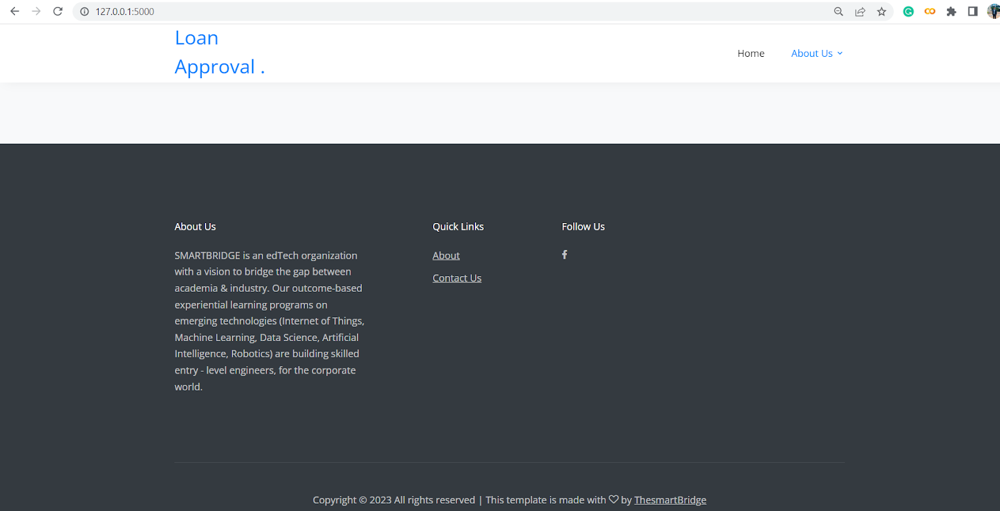 127.0.0.1:5000
Loan
Approval .
Home
About Us
About Us
SMARTBRIDGE is an edTech organization
with a vision to bridge the gap between
academia & industry. Our outcome-based
experiential learning programs on
emerging technologies (Internet of Things,
Machine Learning, Data Science, Artificial
Intelligence, Robotics) are building skilled
entry - level engineers, for the corporate
world.
Quick Links
About
Contact Us
Follow Us
Copyright © 2023 All rights reserved | This template is made with ♡ by ThesmartBridge